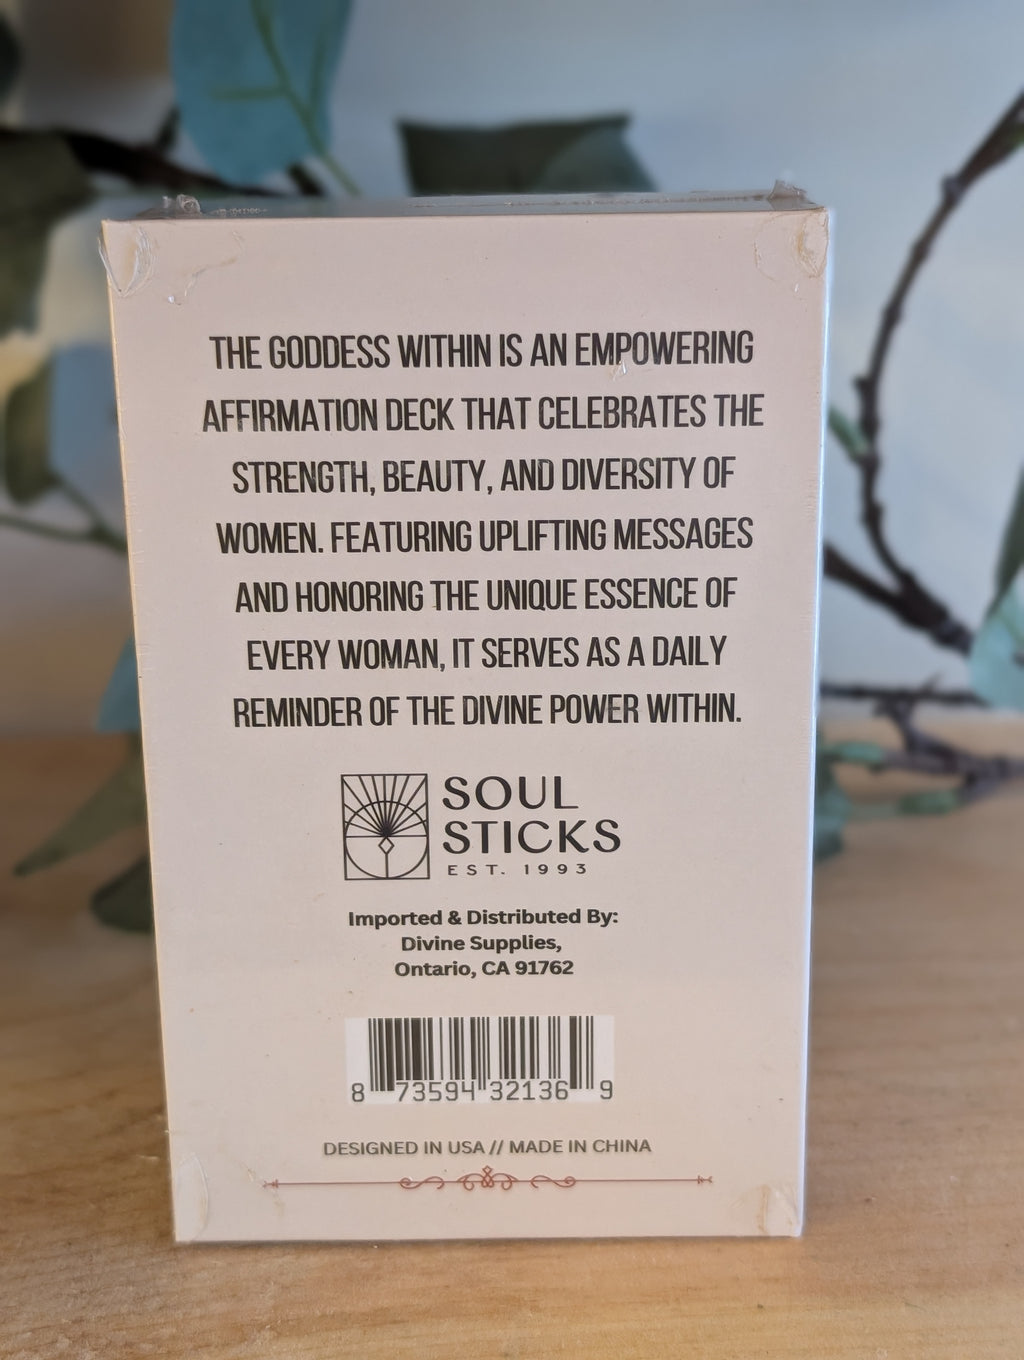 THE GODDESS WITHIN IS AN EMPOWERING
AFFIRMATION DECK THAT CELEBRATES THE
STRENGTH, BEAUTY, AND DIVERSITY OF
WOMEN. FEATURING UPLIFTING MESSAGES
AND HONORING THE UNIQUE ESSENCE OF
EVERY WOMAN, IT SERVES AS A DAILY
REMINDER OF THE DIVINE POWER WITHIN.
SOUL
STICKS
EST. 1993
Imported & Distributed By:
Divine Supplies,
Ontario, CA 91762
8 73594 32136 9
DESIGNED IN USA // MADE IN CHINA